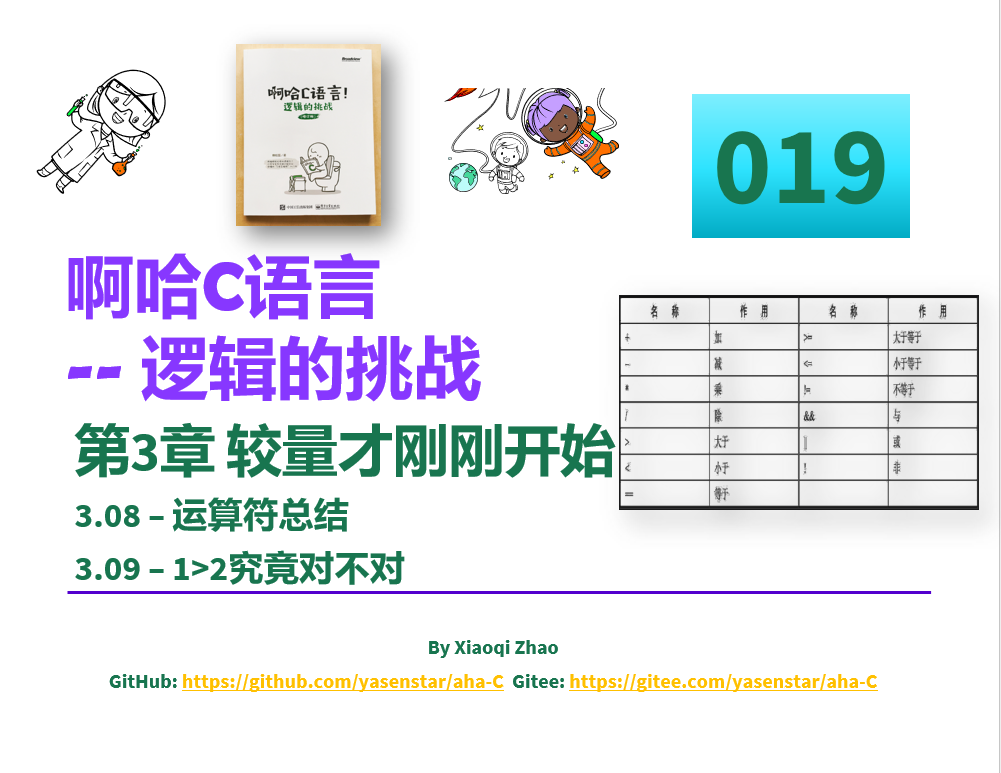 啊哈C语言!
逻辑的挑战
019
啊哈C语言
-- 逻辑的挑战
第3章 较量才刚刚开始
3.08 – 运算符总结
3.09 – 1>2究竟对不对
名 称 作 用 名 称 作 用
+ 加 >= 大于等于
- 减 <= 小于等于
* 乘 != 不等于
/ 除 && 与
> 大于 || 或
< 小于 ! 非
== 等于
By Xiaoqi Zhao
GitHub: https://github.com/yasenstar/aha-C Gitee: https://gitee.com/yasenstar/aha-C